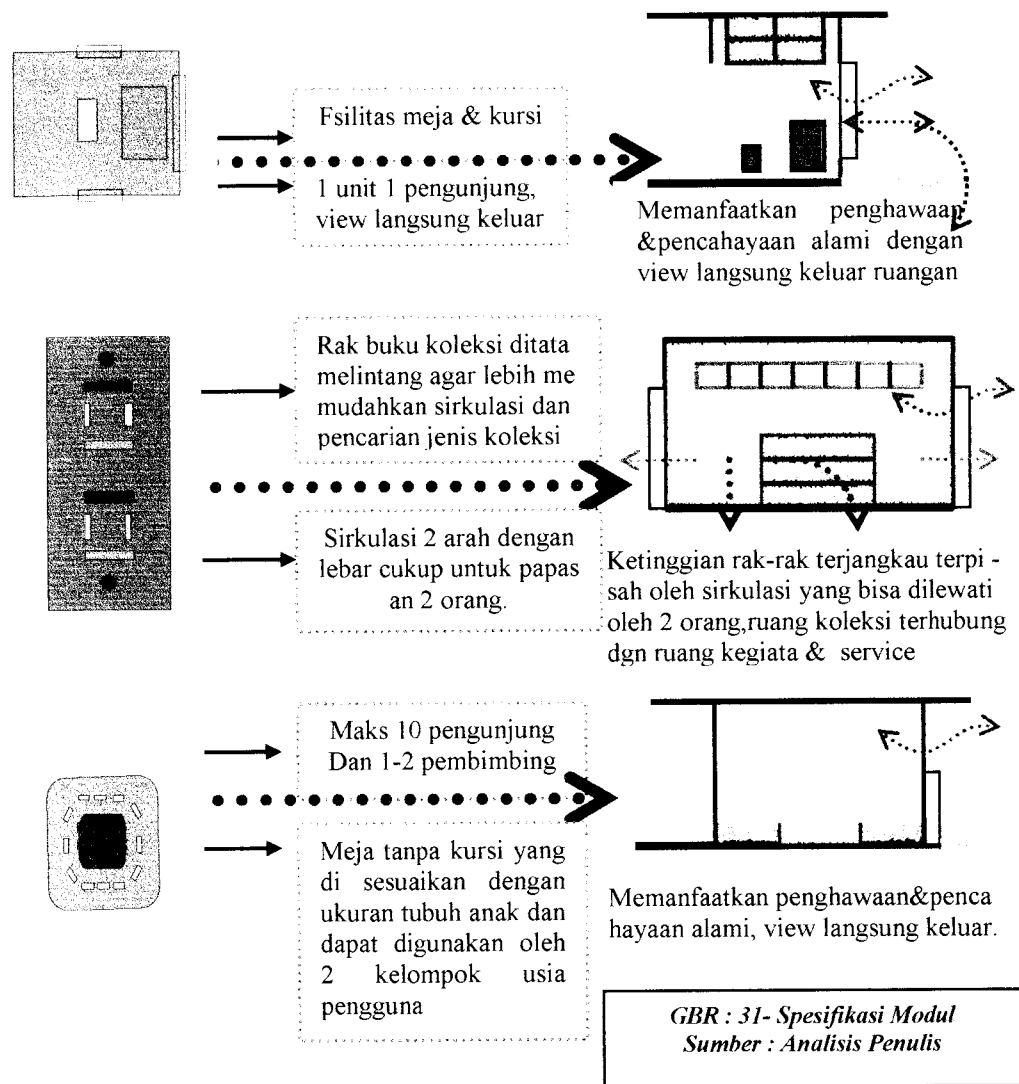 Fsilitas meja & kursi
1 unit 1 pengunjung,
view langsung keluar
Memanfaatkan penghawaan
&pencahayaan alami dengan
view langsung keluar ruangan
Rak buku koleksi ditata
melintang agar lebih me
mudahkan sirkulasi dan
pencarian jenis koleksi
Sirkulasi 2 arah dengan
lebar cukup untuk papas
an 2 orang.
Ketinggian rak-rak terjangkau terpi -
sah oleh sirkulasi yang bisa dilewati
oleh 2 orang,ruang koleksi terhubung
dgn ruang kegiata & service
Maks 10 pengunjung
Dan 1-2 pembimbing
Meja tanpa kursi yang
di sesuaikan dengan
ukuran tubuh anak dan
dapat digunakan oleh
2 kelompok usia
pengguna
Memanfaatkan penghawaan&penca
hayaan alami, view langsung keluar.
GBR : 31- Spesifikasi Modul
Sumber : Analisis Penulis